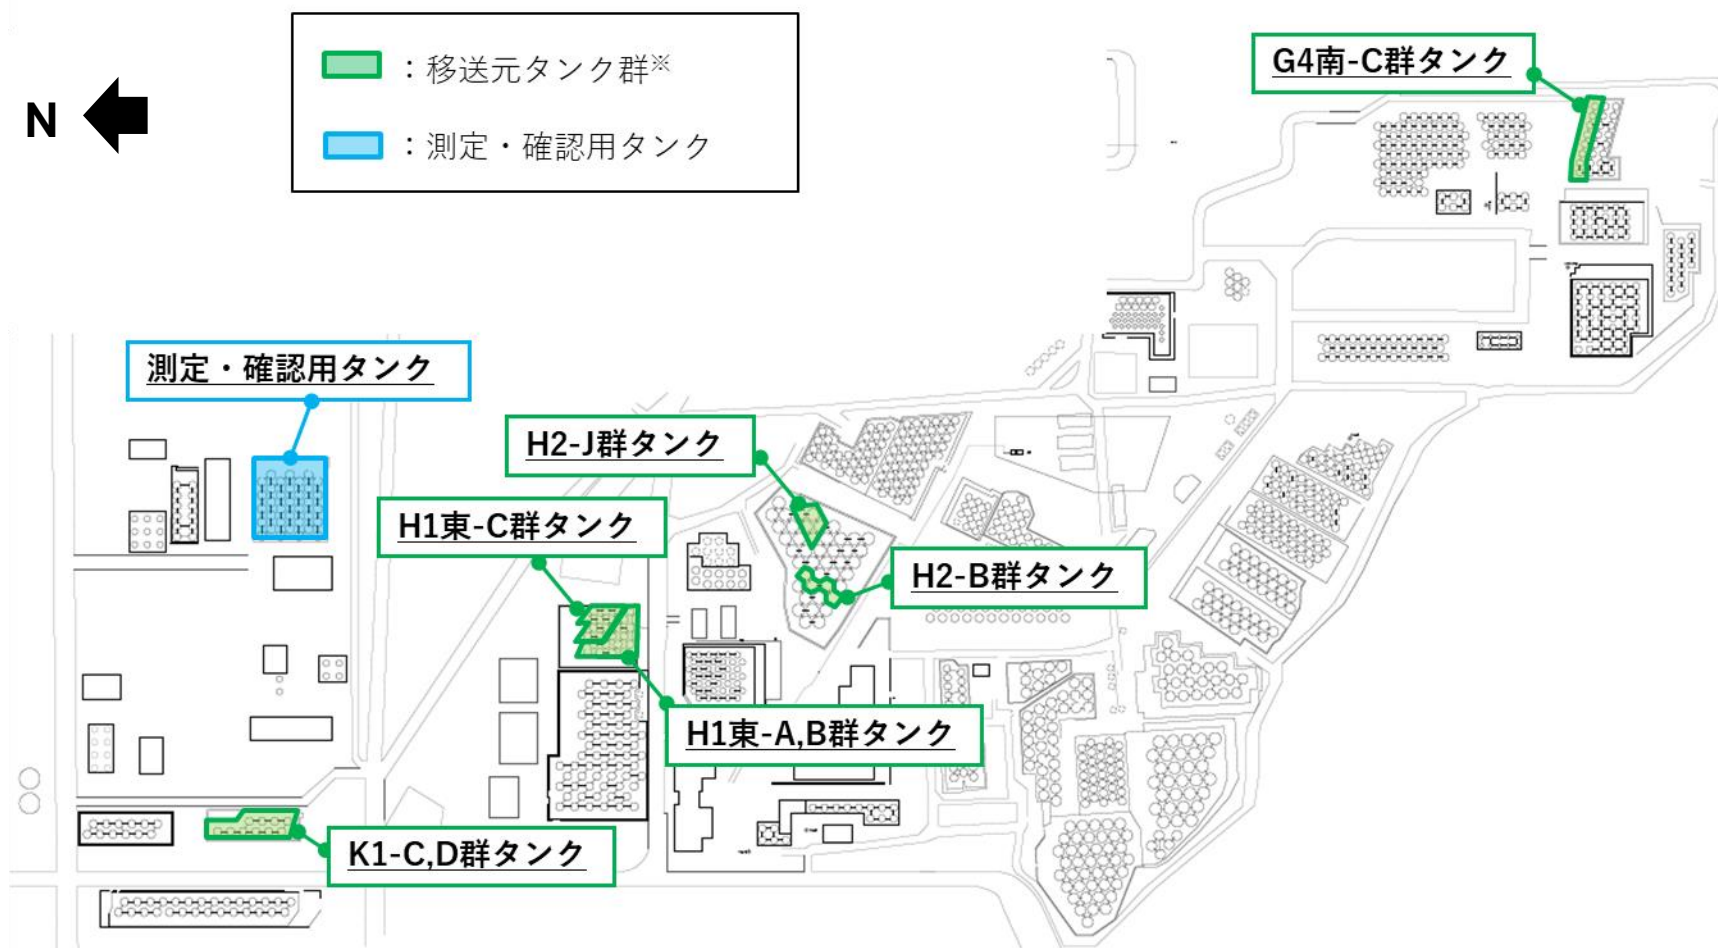 N
：移送元タンク群※
：測定・確認用タンク
G4南-C群タンク
測定・確認用タンク
H2-J群タンク
H1東-C群タンク
H2-B群タンク
H1東-A,B群タンク
K1-C,D群タンク